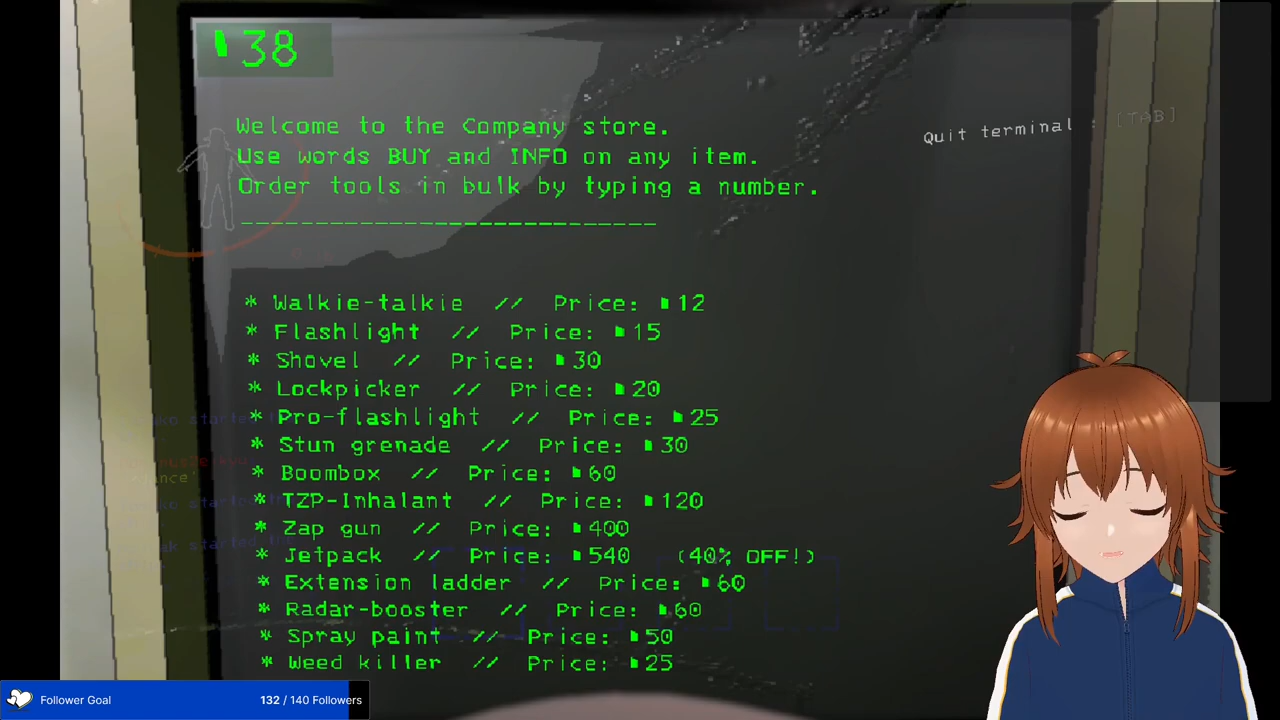 38
Welcome to the Company store.
Use words BUY and INFO on any item.
Order tools in bulk by typing a number.
Quit terminal : [TAB]
* Walkie-talkie // Price: 12
* Flashlight // Price: 15
* Shovel // Price: 30
* Lockpicker // Price: 20
* Pro-flashlight // Price: 25
* Stun grenade // Price: 30
* Boombox // Price: 60
* TZP-Inhalant // Price: 120
* Zap gun // Price: 400
* Jetpack // Price: 540 (40% OFF!)
* Extension ladder // Price: 60
* Radar-booster // Price: 60
* Spray paint // Price: 50
* Weed killer // Price: 25
Follower Goal 132 / 140 Followers